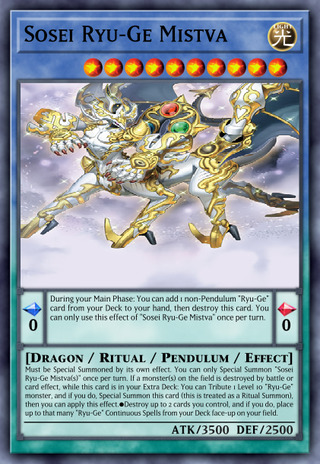 SOSEI RYU-GE MISTVA
LIGHT
光
During your Main Phase: You can add 1 non-Pendulum "Ryu-Ge"
card from your Deck to your hand, then destroy this card. You
can only use this effect of "Sosei Ryu-Ge Mistva" once per turn.
0
0
[DRAGON / RITUAL / PENDULUM / EFFECT]
Must be Special Summoned by its own effect. You can only Special Summon "Sosei
Ryu-Ge Mistva(s)" once per turn. If a monster(s) on the field is destroyed by battle or
card effect, while this card is in your Extra Deck: You can Tribute 1 Level 10 "Ryu-Ge"
monster, and if you do, Special Summon this card (this is treated as a Ritual Summon),
then you can apply this effect.●Destroy up to 2 cards you control, and if you do, place
up to that many "Ryu-Ge" Continuous Spells from your Deck face-up on your field.
ATK/3500 DEF/2500